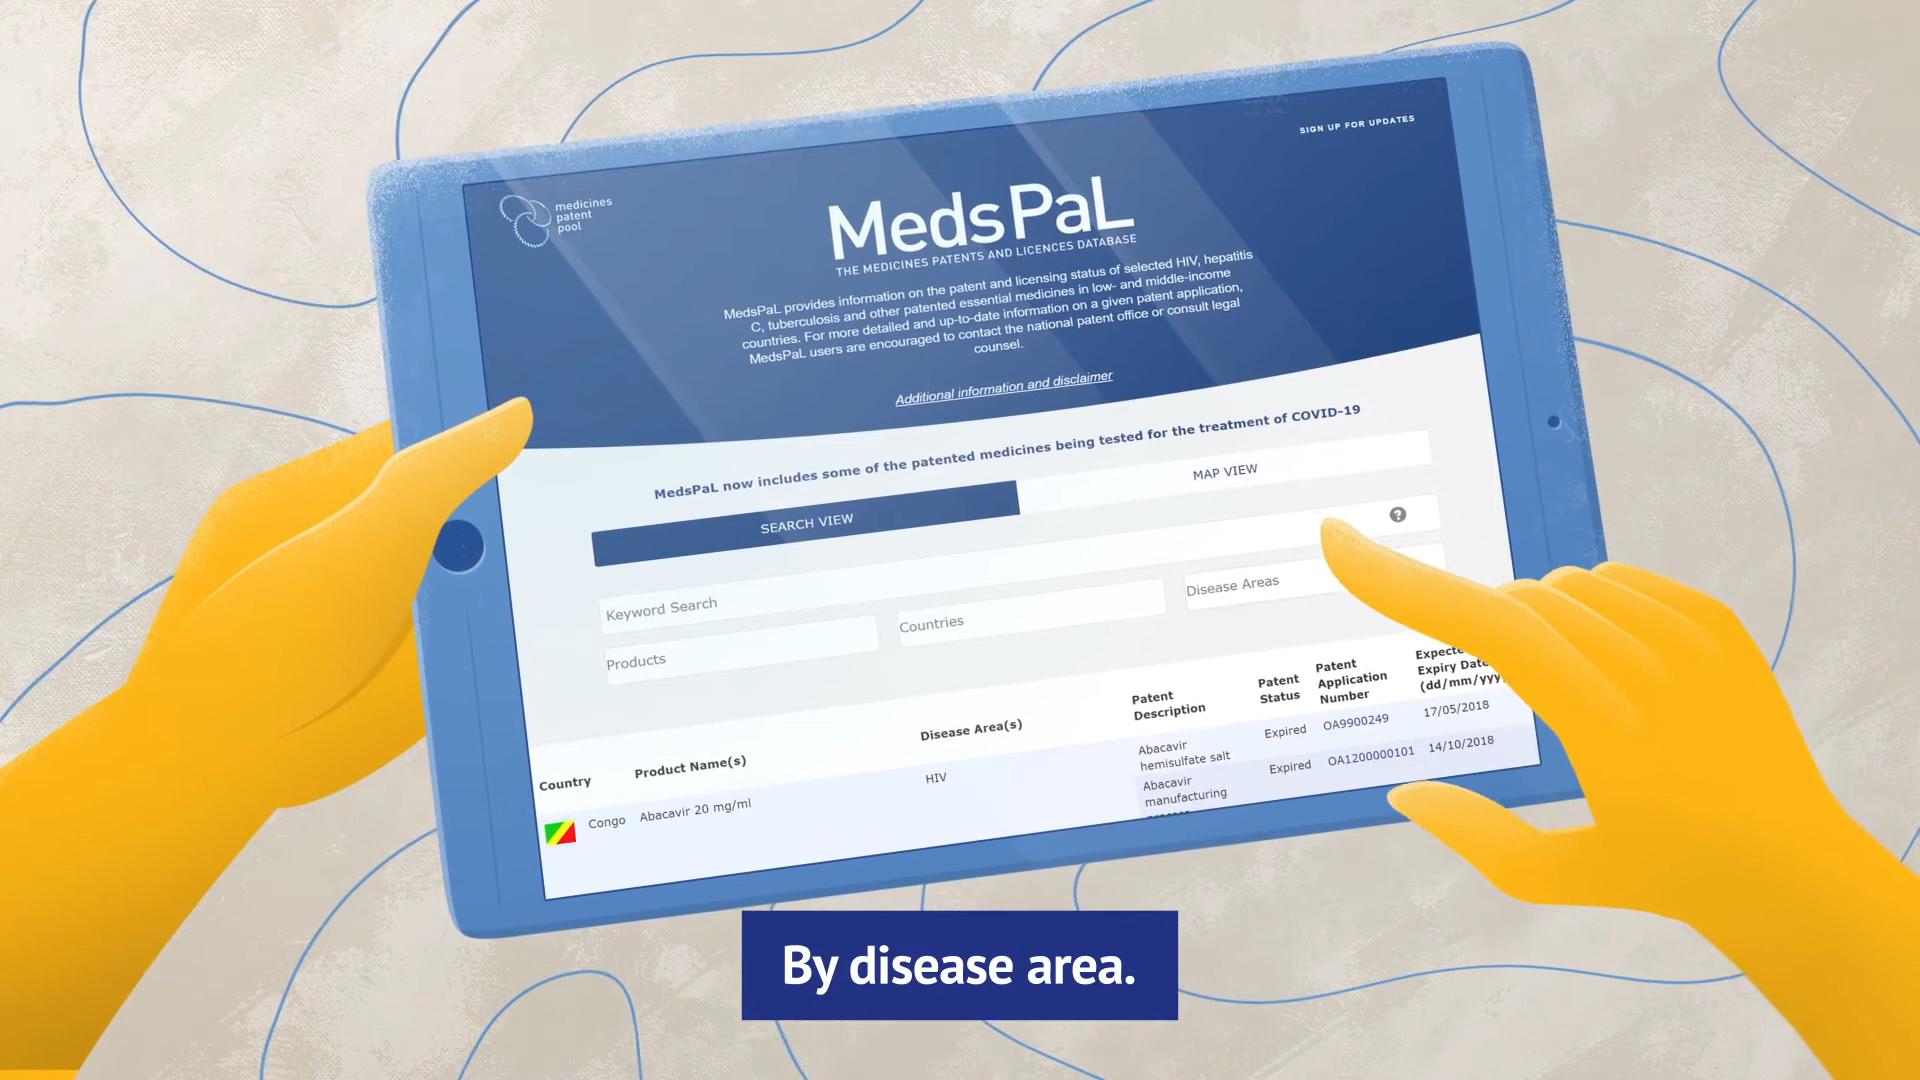 SIGN UP FOR UPDATES
medicines
patent
pool
MedsPaL
THE MEDICINES PATENTS AND LICENCES DATABASE
MedsPaL provides information on the patent and licensing status of selected HIV, hepatitis
C, tuberculosis and other patented essential medicines in low- and middle-income
countries. For more detailed and up-to-date information on a given patent application,
MedsPaL users are encouraged to contact the national patent office or consult legal
counsel.
Additional information and disclaimer
MedsPaL now includes some of the patented medicines being tested for the treatment of COVID-19
SEARCH VIEW
MAP VIEW
?
Keyword Search
Products
Countries
Disease Areas
Country
Product Name(s)
Disease Area(s)
Patent
Description
Patent
Status
Patent
Application
Number
Expiry Date
Congo
Abacavir 20 mg/ml
HIV
Abacavir
hemisulfate salt
Expired
OA9900249
17/05/2018
Abacavir
manufacturing
Expired
OA1200000101
14/10/2018
By disease area.